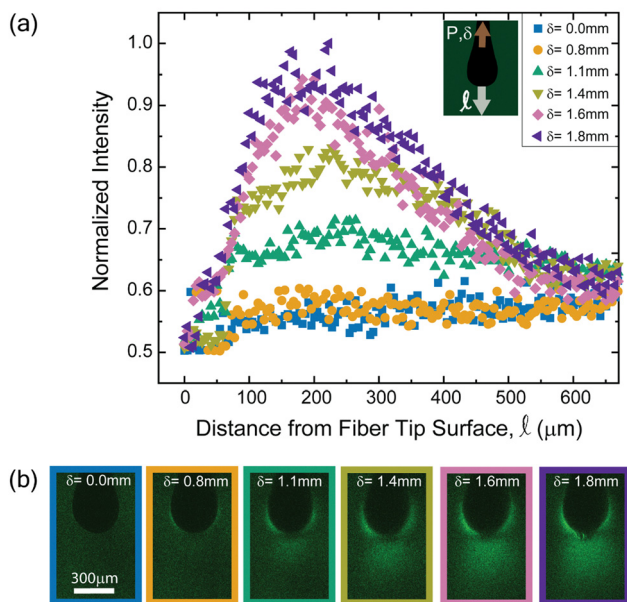 (a)
P,δ
ℓ
δ= 0.0mm
δ= 0.8mm
δ= 1.1mm
δ= 1.4mm
δ= 1.6mm
δ= 1.8mm
Normalized Intensity
1.0
0.9
0.8
0.7
0.6
0.5
0 100 200 300 400 500 600
Distance from Fiber Tip Surface, ℓ (μm)
(b)
δ= 0.0mm δ= 0.8mm δ= 1.1mm δ= 1.4mm δ= 1.6mm δ= 1.8mm
300μm